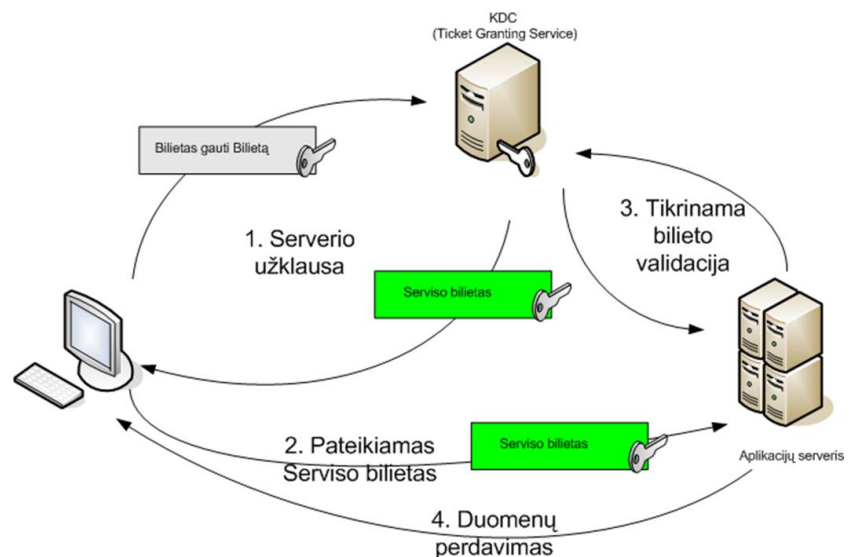 KDC
(Ticket Granting Service)
Bilietas gauti Bilietą
1. Serverio
užklausa
3. Tikrinama
bilieto
validacija
Serviso bilietas
2. Pateikiamas
Serviso bilietas
Serviso bilietas
Aplikacijų serveris
4. Duomenų
perdavimas